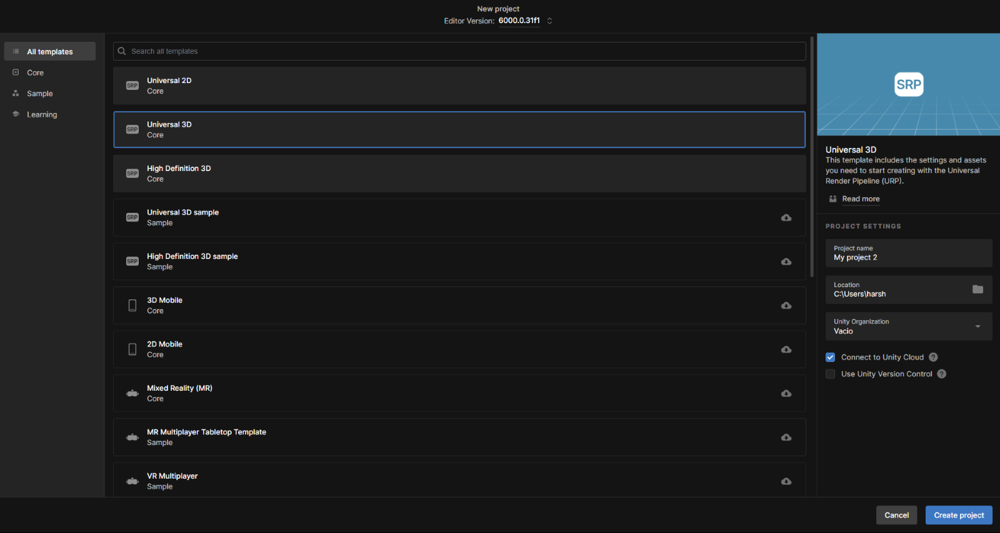 New project
Editor Version: 6000.0.31f1
All templates
Core
Sample
Learning
Search all templates
SRP
Universal 2D
Core
SRP
Universal 3D
Core
SRP
High Definition 3D
Core
SRP
Universal 3D sample
Sample
SRP
High Definition 3D sample
Sample
3D Mobile
Core
2D Mobile
Core
Mixed Reality (MR)
Core
MR Multiplayer Tabletop Template
Sample
VR Multiplayer
Sample
SRP
Universal 3D
This template includes the settings and assets
you need to start creating with the Universal
Render Pipeline (URP).
Read more
PROJECT SETTINGS
Project name
My project 2
Location
C:\Users\harsh
Unity Organization
Vacio
Connect to Unity Cloud ?
Use Unity Version Control ?
Cancel
Create project